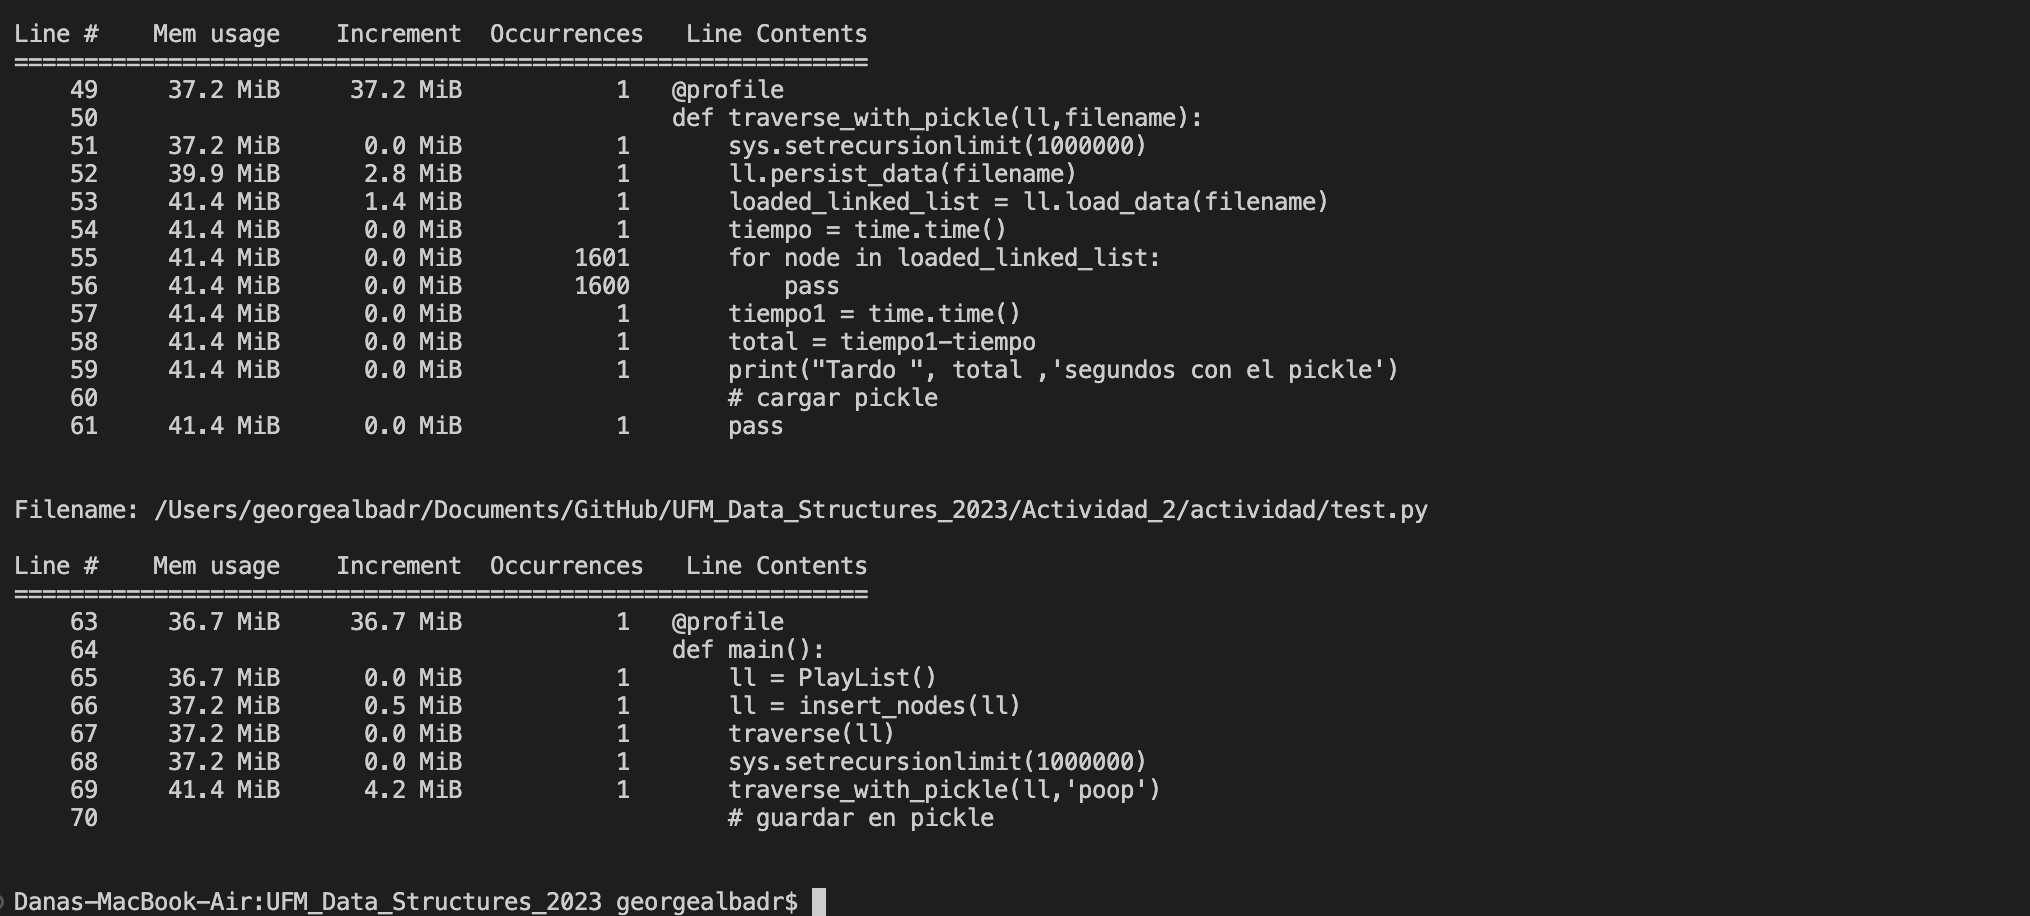 Line #    Mem usage    Increment  Occurrences   Line Contents
=============================================================
    49     37.2 MiB     37.2 MiB           1   @profile
    50                                         def traverse_with_pickle(ll,filename):
    51     37.2 MiB      0.0 MiB           1       sys.setrecursionlimit(1000000)
    52     39.9 MiB      2.8 MiB           1       ll.persist_data(filename)
    53     41.4 MiB      1.4 MiB           1       loaded_linked_list = ll.load_data(filename)
    54     41.4 MiB      0.0 MiB           1       tiempo = time.time()
    55     41.4 MiB      0.0 MiB        1601       for node in loaded_linked_list:
    56     41.4 MiB      0.0 MiB        1600           pass
    57     41.4 MiB      0.0 MiB           1       tiempo1 = time.time()
    58     41.4 MiB      0.0 MiB           1       total = tiempo1-tiempo
    59     41.4 MiB      0.0 MiB           1       print("Tardo ", total ,'segundos con el pickle')
    60                                             # cargar pickle
    61     41.4 MiB      0.0 MiB           1       pass
Filename: /Users/georgealbadr/Documents/GitHub/UFM_Data_Structures_2023/Actividad_2/actividad/test.py
Line #    Mem usage    Increment  Occurrences   Line Contents
=============================================================
    63     36.7 MiB     36.7 MiB           1   @profile
    64                                         def main():
    65     36.7 MiB      0.0 MiB           1       ll = PlayList()
    66     37.2 MiB      0.5 MiB           1       ll = insert_nodes(ll)
    67     37.2 MiB      0.0 MiB           1       traverse(ll)
    68     37.2 MiB      0.0 MiB           1       sys.setrecursionlimit(1000000)
    69     41.4 MiB      4.2 MiB           1       traverse_with_pickle(ll,'poop')
    70                                             # guardar en pickle
Danas-MacBook-Air:UFM_Data_Structures_2023 georgealbadr$